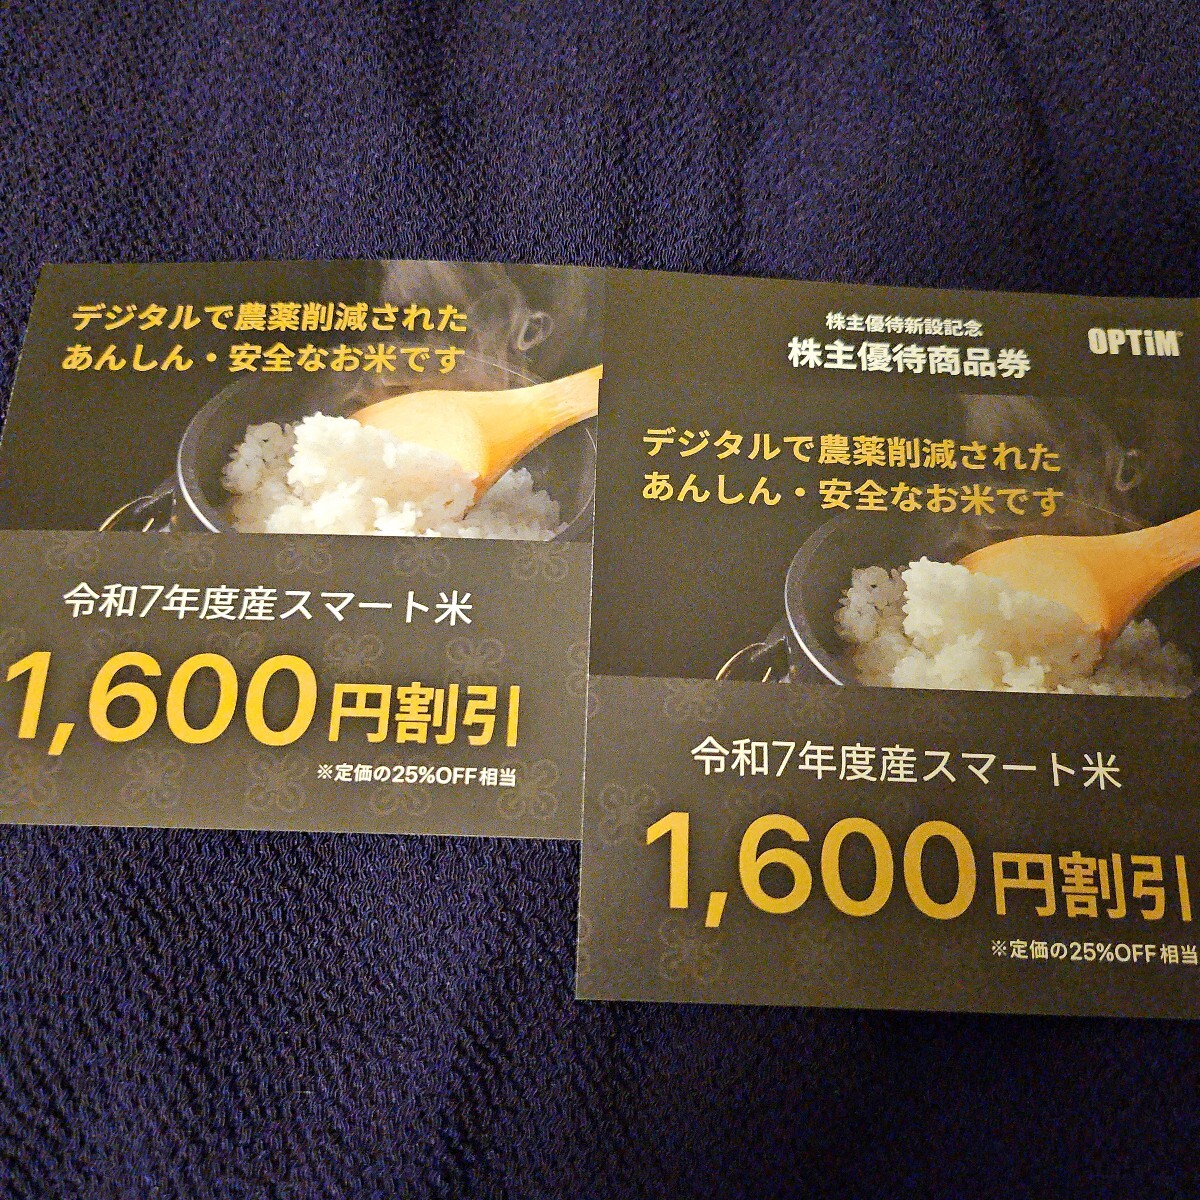 デジタルで農薬削減された
あんしん・安全なお米です
令和7年度産スマート米
1,600円割引
※定価の25%OFF相当
株主優待新設記念
株主優待商品券
OPTiM
デジタルで農薬削減された
あんしん・安全なお米です
令和7年度産スマート米
1,600円割引
※定価の25%OFF相当